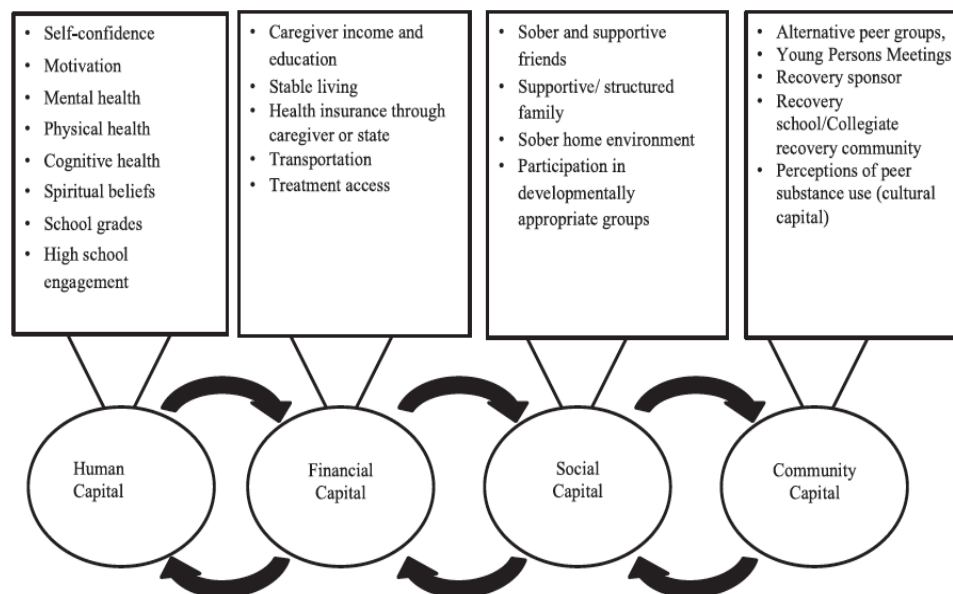 • Self-confidence
• Motivation
• Mental health
• Physical health
• Cognitive health
• Spiritual beliefs
• School grades
• High school
engagement
• Caregiver income and
education
• Stable living
• Health insurance through
caregiver or state
• Transportation
• Treatment access
• Sober and supportive
friends
• Supportive/ structured
family
• Sober home environment
• Participation in
developmentally
appropriate groups
• Alternative peer groups,
• Young Persons Meetings
• Recovery sponsor
• Recovery
school/Collegiate
recovery community
• Perceptions of peer
substance use (cultural
capital)
Human
Capital
Financial
Capital
Social
Capital
Community
Capital